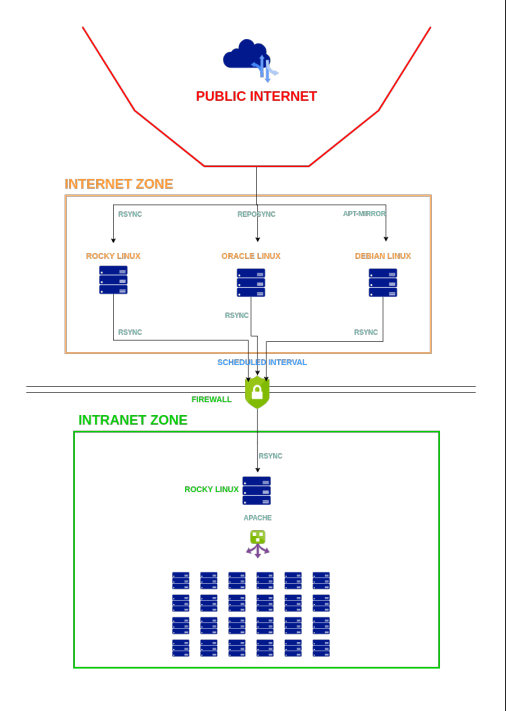 PUBLIC INTERNET
INTERNET ZONE
RSYNC
REPOSYNC
APT-MIRROR
ROCKY LINUX
ORACLE LINUX
DEBIAN LINUX
RSYNC
RSYNC
RSYNC
SCHEDULED INTERVAL
FIREWALL
INTRANET ZONE
RSYNC
ROCKY LINUX
APACHE